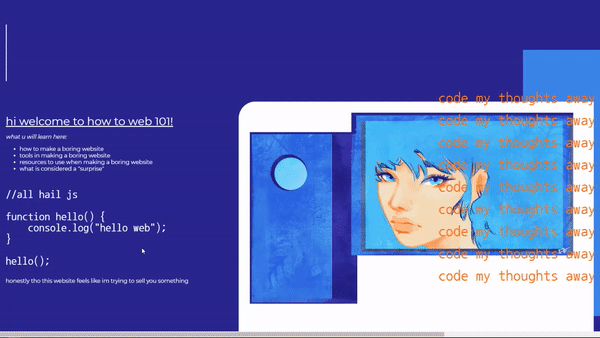 hi welcome to how to web 101!
what u will learn here:
how to make a boring website
tools in making a boring website
resources to use when making a boring website
what is considered a "surprise"
//all hail js
function hello() {
console.log("hello web");
}
hello();
honestly tho this website feels like im trying to sell you something
code my thoughts away
code my thoughts away
code my thoughts away
code my thoughts away
code my thoughts away
code my thoughts away
code my thoughts away
code my thoughts away
code my thoughts away